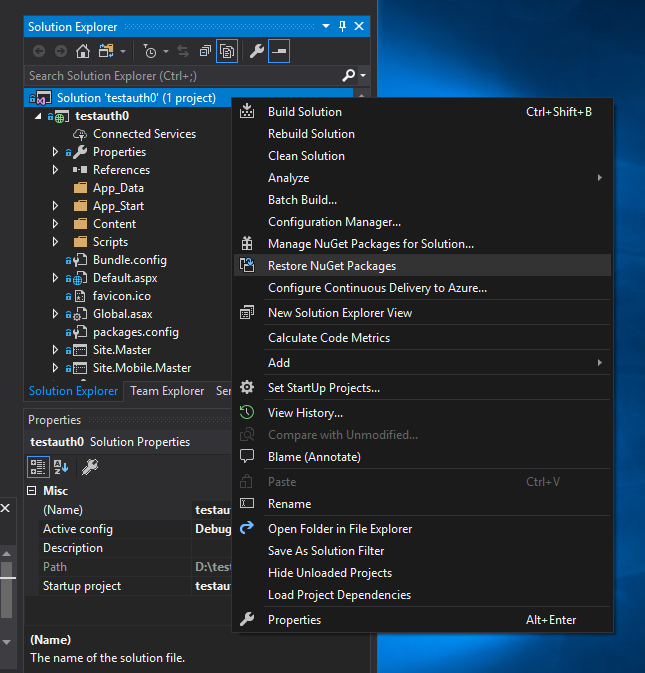 Solution Explorer
Search Solution Explorer (Ctrl+;)
Solution 'testauth0' (1 project)
testauth0
Connected Services
Properties
References
App_Data
App_Start
Content
Scripts
Bundle.config
Default.aspx
favicon.ico
Global.asax
packages.config
Site.Master
Site.Mobile.Master
Solution Explorer Team Explorer
Properties
testauth0 Solution Properties
Misc
(Name)
Active config Debug
Description
Path
Startup project
(Name)
The name of the solution file.
Build Solution Ctrl+Shift+B
Rebuild Solution
Clean Solution
Analyze
Batch Build...
Configuration Manager...
Manage NuGet Packages for Solution...
Restore NuGet Packages
Configure Continuous Delivery to Azure...
New Solution Explorer View
Calculate Code Metrics
Add
Set StartUp Projects...
View History...
Compare with Unmodified...
Blame (Annotate)
Paste Ctrl+V
Rename
Open Folder in File Explorer
Save As Solution Filter
Hide Unloaded Projects
Load Project Dependencies
Properties Alt+Enter